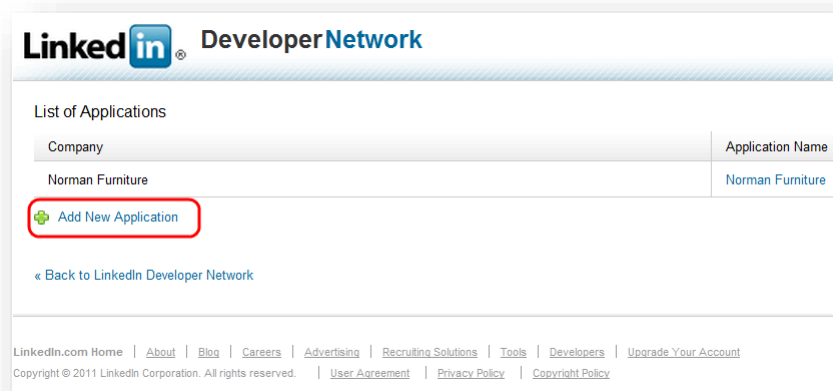 Linked in ® DeveloperNetwork
List of Applications
Company Application Name
Norman Furniture Norman Furniture
Add New Application
« Back to LinkedIn Developer Network
LinkedIn.com Home | About | Blog | Careers | Advertising | Recruiting Solutions | Tools | Developers | Upgrade Your Account
Copyright © 2011 LinkedIn Corporation. All rights reserved. | User Agreement | Privacy Policy | Copyright Policy